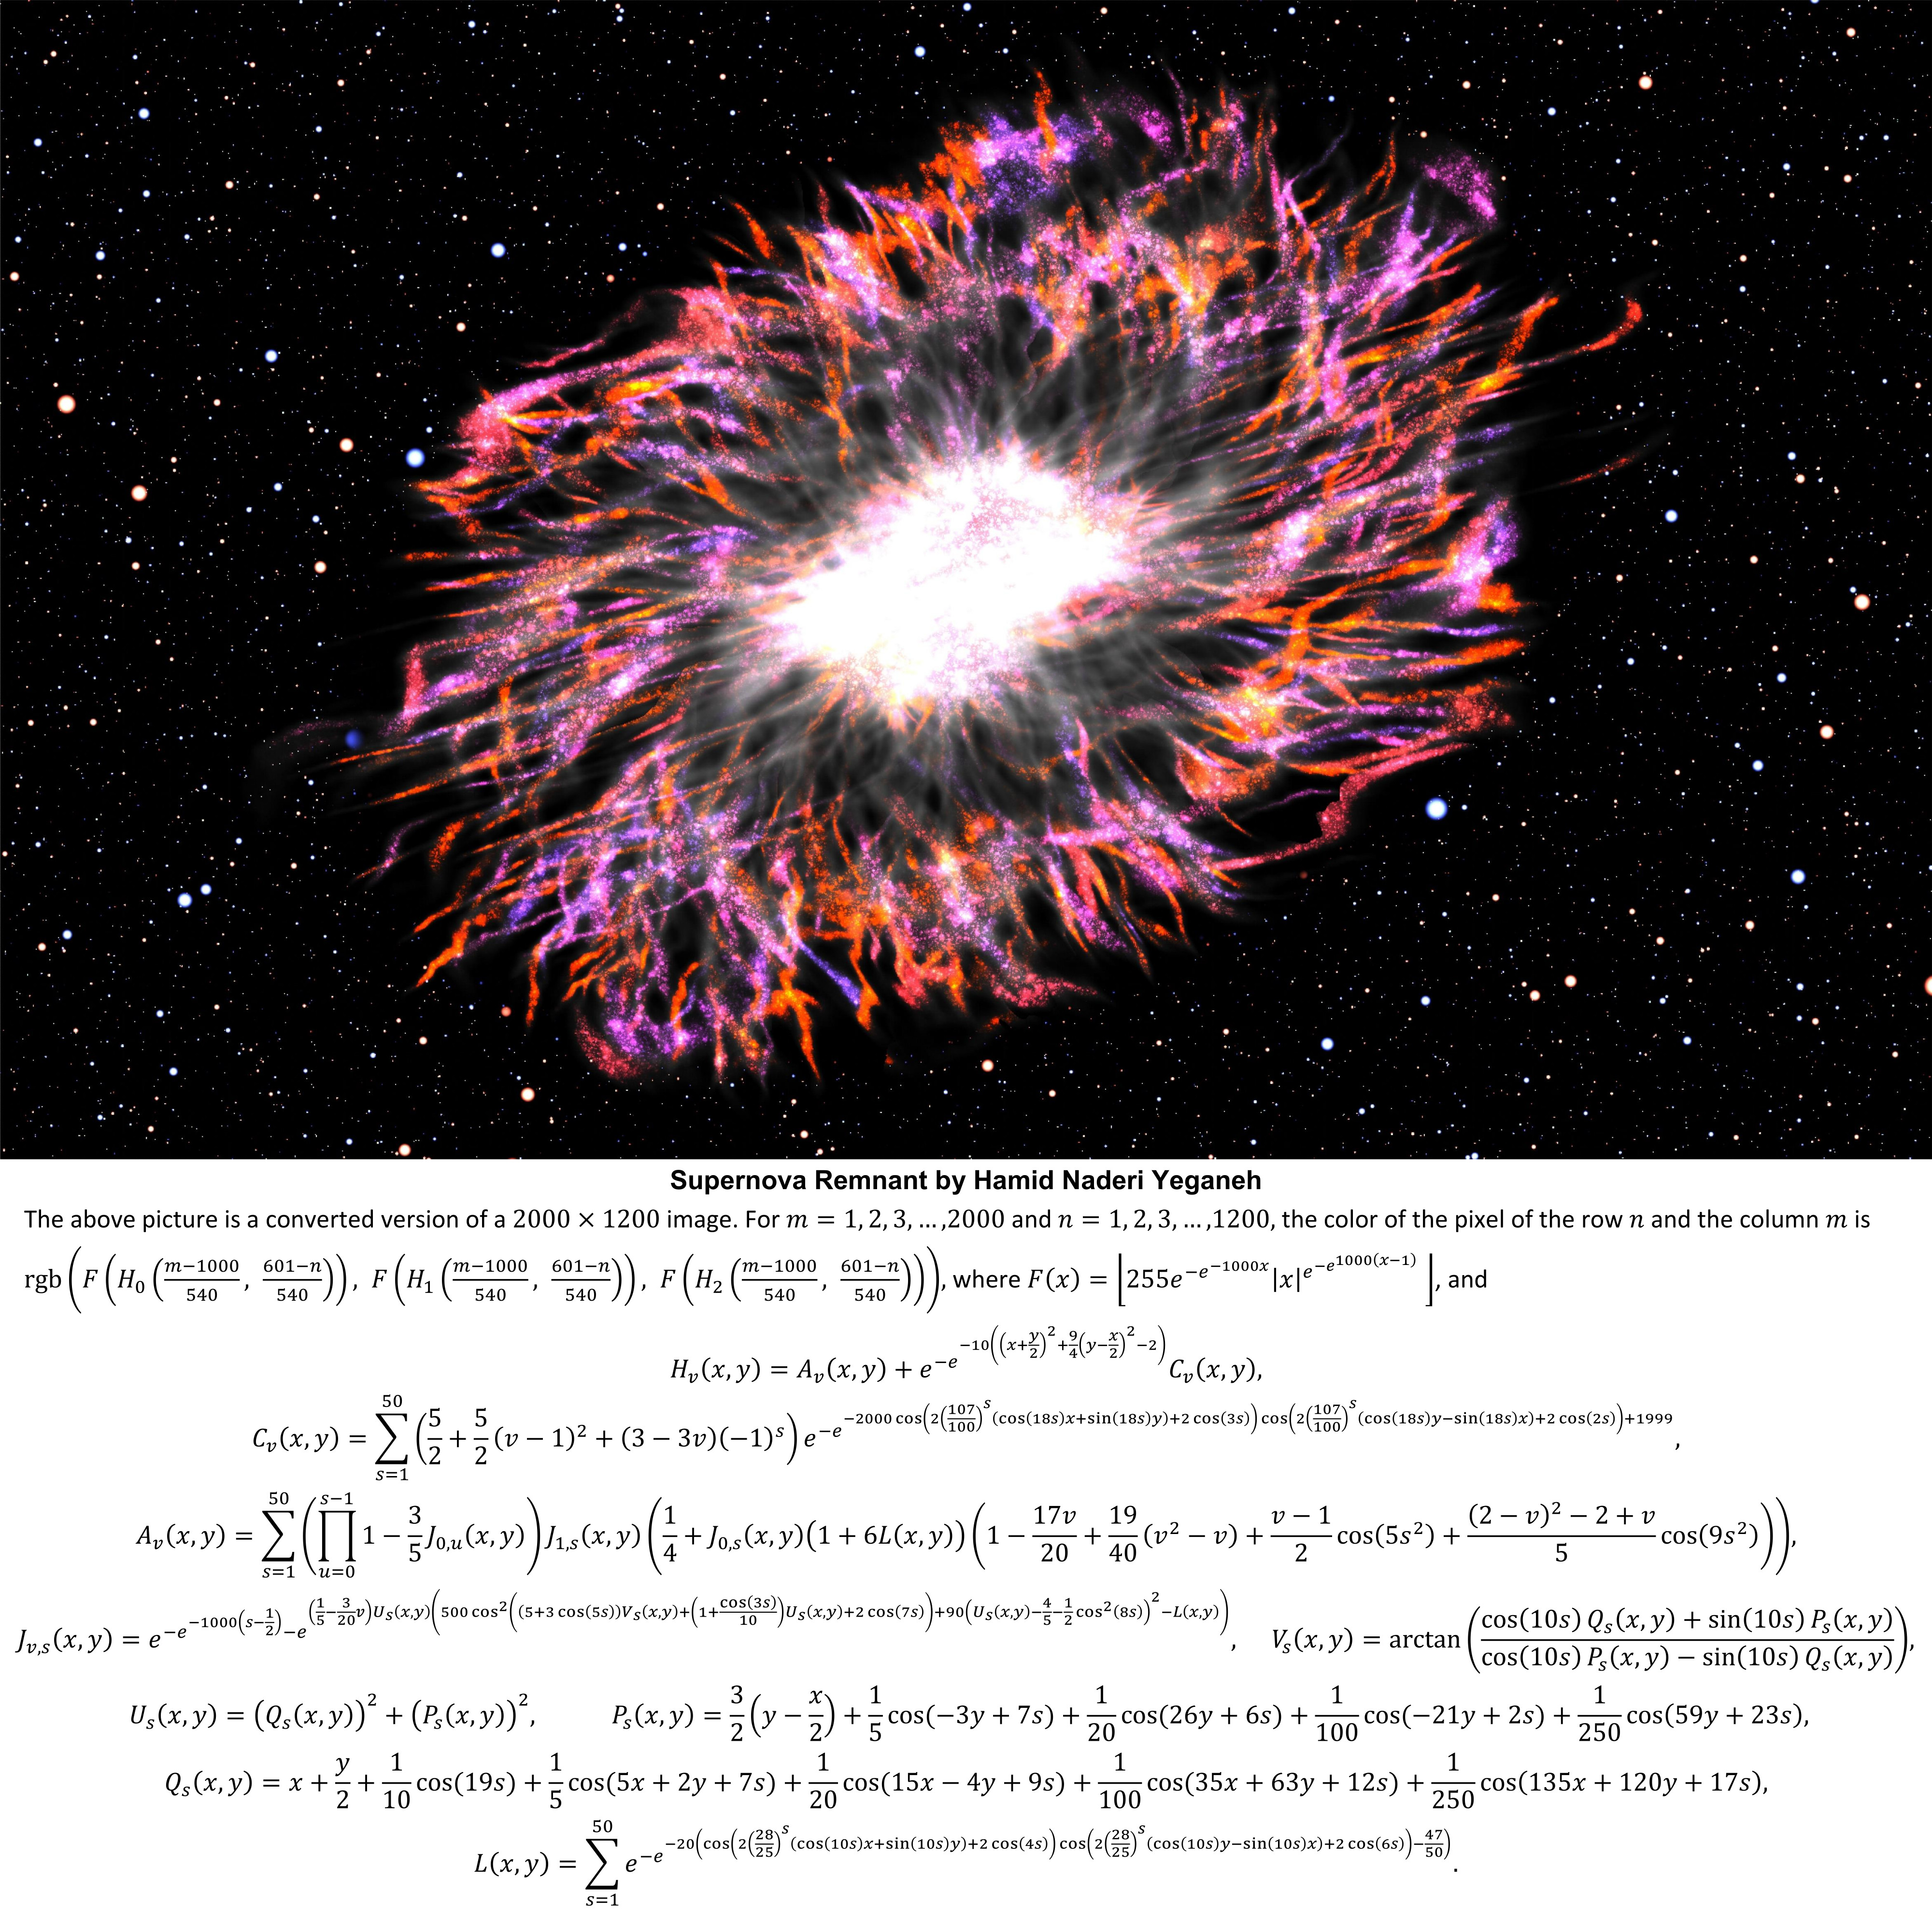 Supernova Remnant by Hamid Naderi Yeganeh
The above picture is a converted version of a 2000 × 1200 image. For m = 1, 2, 3, … ,2000 and n = 1, 2, 3, … ,1200, the color of the pixel of the row n and the column m is
rgb(F(H_0((m−1000)/540, (601−n)/540)), F(H_1((m−1000)/540, (601−n)/540)), F(H_2((m−1000)/540, (601−n)/540))), where F(x) = ⌊255e^{−e^{−1000x}}|x|^{e^{−e^{1000(x−1)}}}⌋, and
H_v(x, y) = A_v(x, y) + e^{−e^{−10((x+y/2)^2+9/4(y−x/2)^2−2)}} C_v(x, y),
C_v(x, y) = ∑_{s=1}^{50} (5/2 + 5/2(v − 1)^2 + (3 − 3v)(−1)^s) e^{−e^{−2000 cos(2(107/100)^s(cos(18s)x+sin(18s)y)+2 cos(3s)) cos(2(107/100)^s(cos(18s)y−sin(18s)x)+2 cos(2s))+1999}},
A_v(x, y) = ∑_{s=1}^{50} (∏_{u=0}^{s−1} 1 − 3/5 J_{0,u}(x, y)) J_{1,s}(x, y) (1/4 + J_{0,s}(x, y)(1 + 6L(x, y)) (1 − 17v/20 + 19/40(v^2 − v) + (v − 1)/2 cos(5s^2) + ((2 − v)^2 − 2 + v)/5 cos(9s^2))),
J_{v,s}(x, y) = e^{−e^{−1000(s−1/2)}−e^{(1/5−3/20 v)U_s(x,y)(500 cos^2((5+3 cos(5s))V_s(x,y)+(1+cos(3s)/10)U_s(x,y)+2 cos(7s))+90(U_s(x,y)−4/5−1/2 cos^2(8s))^2−L(x,y))}}, V_s(x, y) = arctan((cos(10s) Q_s(x, y) + sin(10s) P_s(x, y))/(cos(10s) P_s(x, y) − sin(10s) Q_s(x, y))),
U_s(x, y) = (Q_s(x, y))^2 + (P_s(x, y))^2, P_s(x, y) = 3/2(y − x/2) + 1/5 cos(−3y + 7s) + 1/20 cos(26y + 6s) + 1/100 cos(−21y + 2s) + 1/250 cos(59y + 23s),
Q_s(x, y) = x + y/2 + 1/10 cos(19s) + 1/5 cos(5x + 2y + 7s) + 1/20 cos(15x − 4y + 9s) + 1/100 cos(35x + 63y + 12s) + 1/250 cos(135x + 120y + 17s),
L(x, y) = ∑_{s=1}^{50} e^{−e^{−20(cos(2(28/25)^s(cos(10s)x+sin(10s)y)+2 cos(4s)) cos(2(28/25)^s(cos(10s)y−sin(10s)x)+2 cos(6s))−47/50)}}.